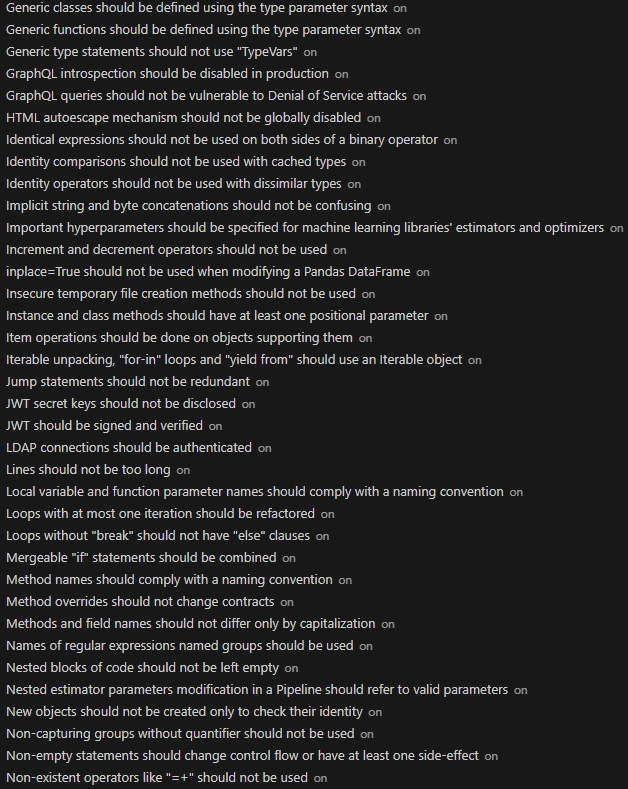 Generic classes should be defined using the type parameter syntax on
Generic functions should be defined using the type parameter syntax on
Generic type statements should not use "TypeVars" on
GraphQL introspection should be disabled in production on
GraphQL queries should not be vulnerable to Denial of Service attacks on
HTML autoescape mechanism should not be globally disabled on
Identical expressions should not be used on both sides of a binary operator on
Identity comparisons should not be used with cached types on
Identity operators should not be used with dissimilar types on
Implicit string and byte concatenations should not be confusing on
Important hyperparameters should be specified for machine learning libraries' estimators and optimizers on
Increment and decrement operators should not be used on
inplace=True should not be used when modifying a Pandas DataFrame on
Insecure temporary file creation methods should not be used on
Instance and class methods should have at least one positional parameter on
Item operations should be done on objects supporting them on
Iterable unpacking, "for-in" loops and "yield from" should use an Iterable object on
Jump statements should not be redundant on
JWT secret keys should not be disclosed on
JWT should be signed and verified on
LDAP connections should be authenticated on
Lines should not be too long on
Local variable and function parameter names should comply with a naming convention on
Loops with at most one iteration should be refactored on
Loops without "break" should not have "else" clauses on
Mergeable "if" statements should be combined on
Method names should comply with a naming convention on
Method overrides should not change contracts on
Methods and field names should not differ only by capitalization on
Names of regular expressions named groups should be used on
Nested blocks of code should not be left empty on
Nested estimator parameters modification in a Pipeline should refer to valid parameters on
New objects should not be created only to check their identity on
Non-capturing groups without quantifier should not be used on
Non-empty statements should change control flow or have at least one side-effect on
Non-existent operators like "=+" should not be used on